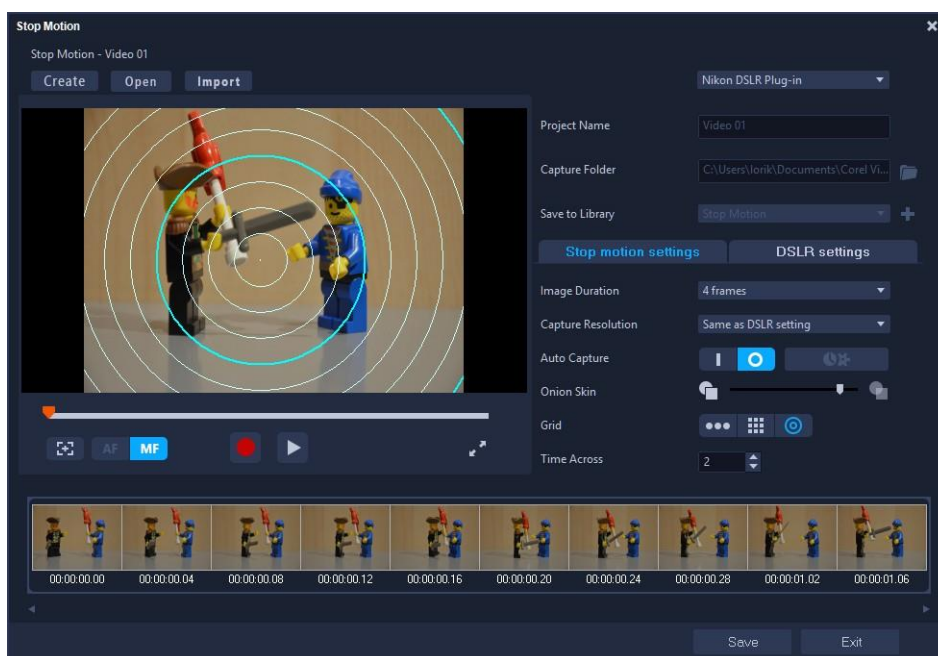 Stop Motion
Stop Motion - Video 01
Create Open Import
Nikon DSLR Plug-in
Project Name Video 01
Capture Folder C:\Users\lorik\Documents\Corel Vi...
Save to Library Stop Motion
Stop motion settings DSLR settings
Image Duration 4 frames
Capture Resolution Same as DSLR setting
Auto Capture
Onion Skin
Grid
Time Across 2
AF MF
00:00:00.00 00:00:00.04 00:00:00.08 00:00:00.12 00:00:00.16 00:00:00.20 00:00:00.24 00:00:00.28 00:00:01.02 00:00:01.06
Save Exit